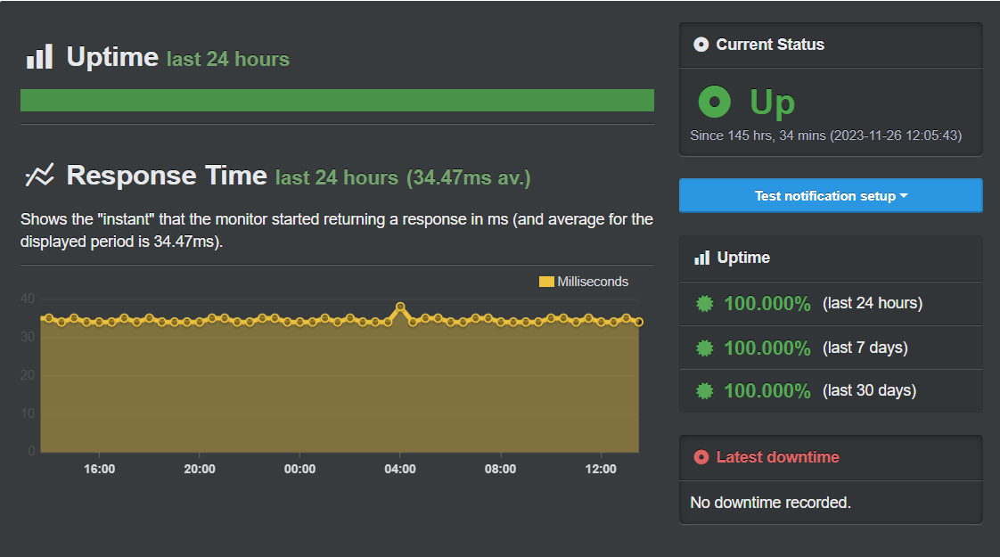 Uptime last 24 hours
Response Time last 24 hours (34.47ms av.)
Shows the "instant" that the monitor started returning a response in ms (and average for the
displayed period is 34.47ms).
Milliseconds
40
30
20
10
0
16:00 20:00 00:00 04:00 08:00 12:00
Current Status
Up
Since 145 hrs, 34 mins (2023-11-26 12:05:43)
Test notification setup
Uptime
100.000% (last 24 hours)
100.000% (last 7 days)
100.000% (last 30 days)
Latest downtime
No downtime recorded.